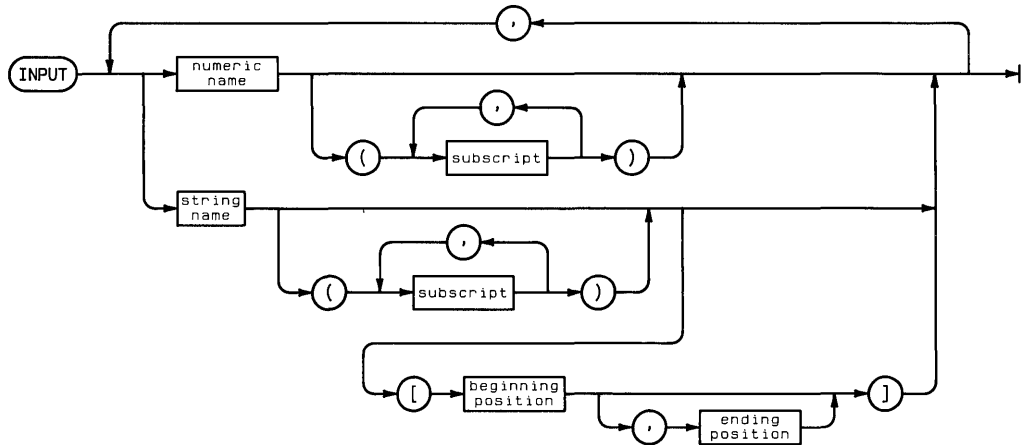 ,
INPUT
numeric
name
,
( subscript )
string
name
,
( subscript )
[ beginning
position ]
, ending
position